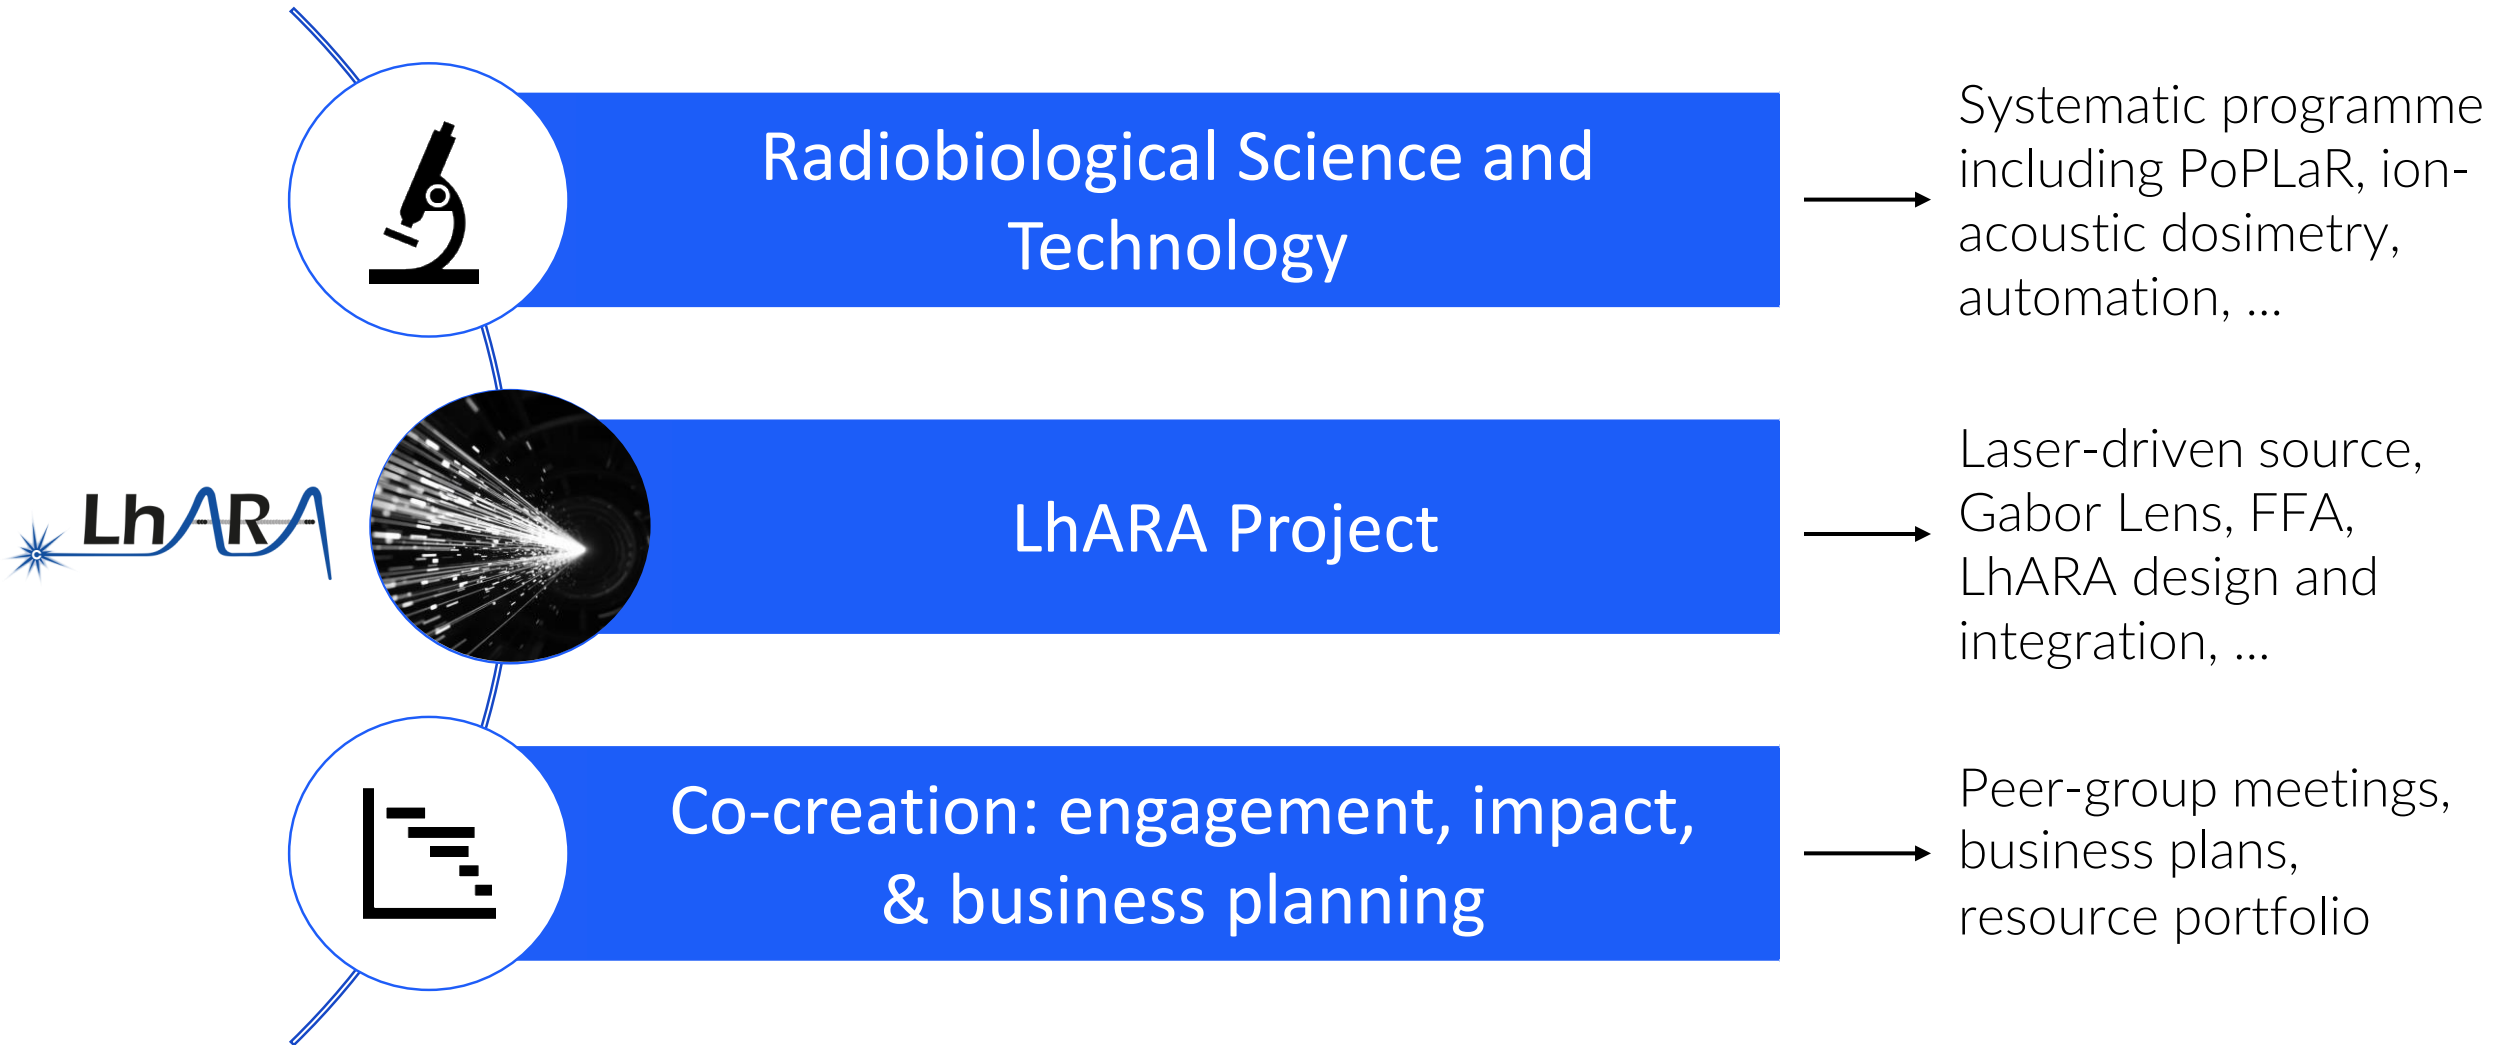 Radiobiological Science and
Technology
Systematic programme
including PoPLaR, ion-
acoustic dosimetry,
automation, ...
LhARA
LhARA Project
Laser-driven source,
Gabor Lens, FFA,
LhARA design and
integration, ...
Co-creation: engagement, impact,
& business planning
Peer-group meetings,
business plans,
resource portfolio